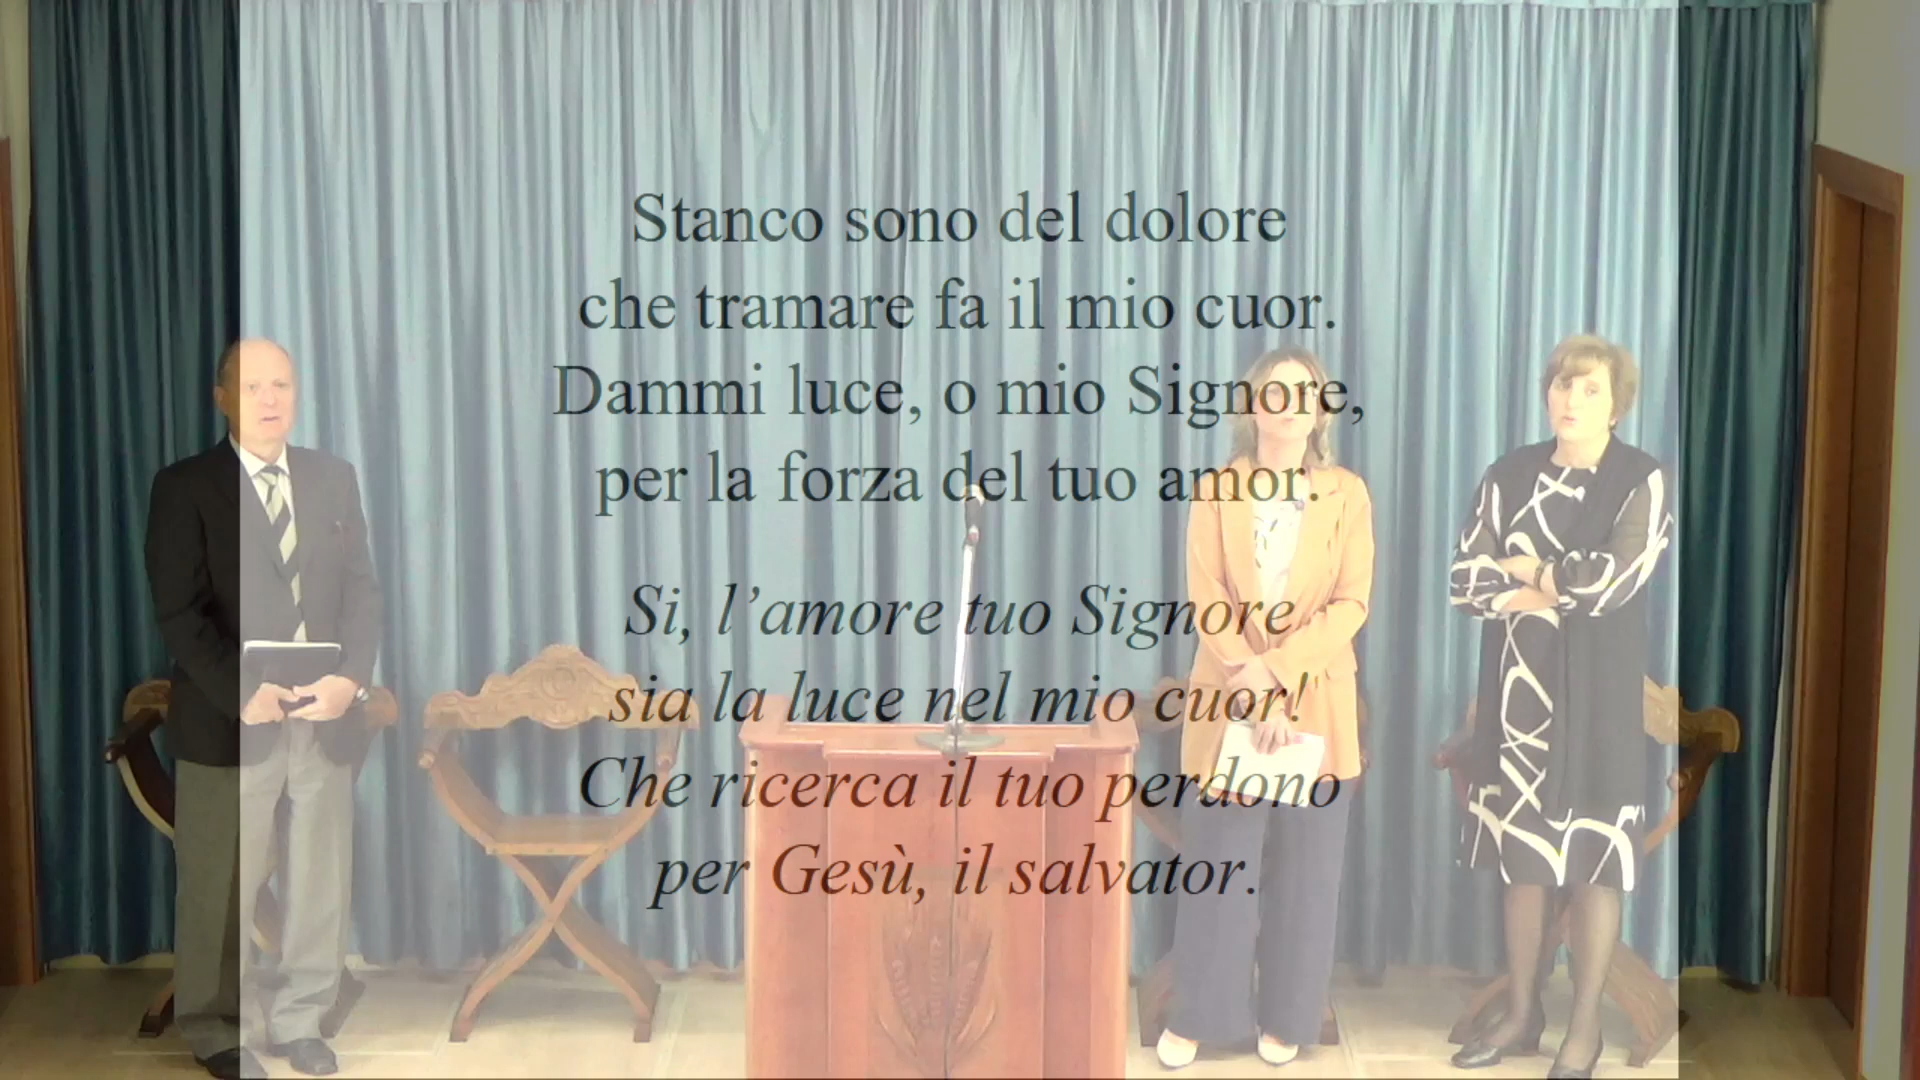 Stanco sono del dolore
che tramare fa il mio cuor.
Dammi luce, o mio Signore,
per la forza del tuo amor.
Si, l’amore tuo Signore
sia la luce nel mio cuor!
Che ricerca il tuo perdono
per Gesù, il salvator.